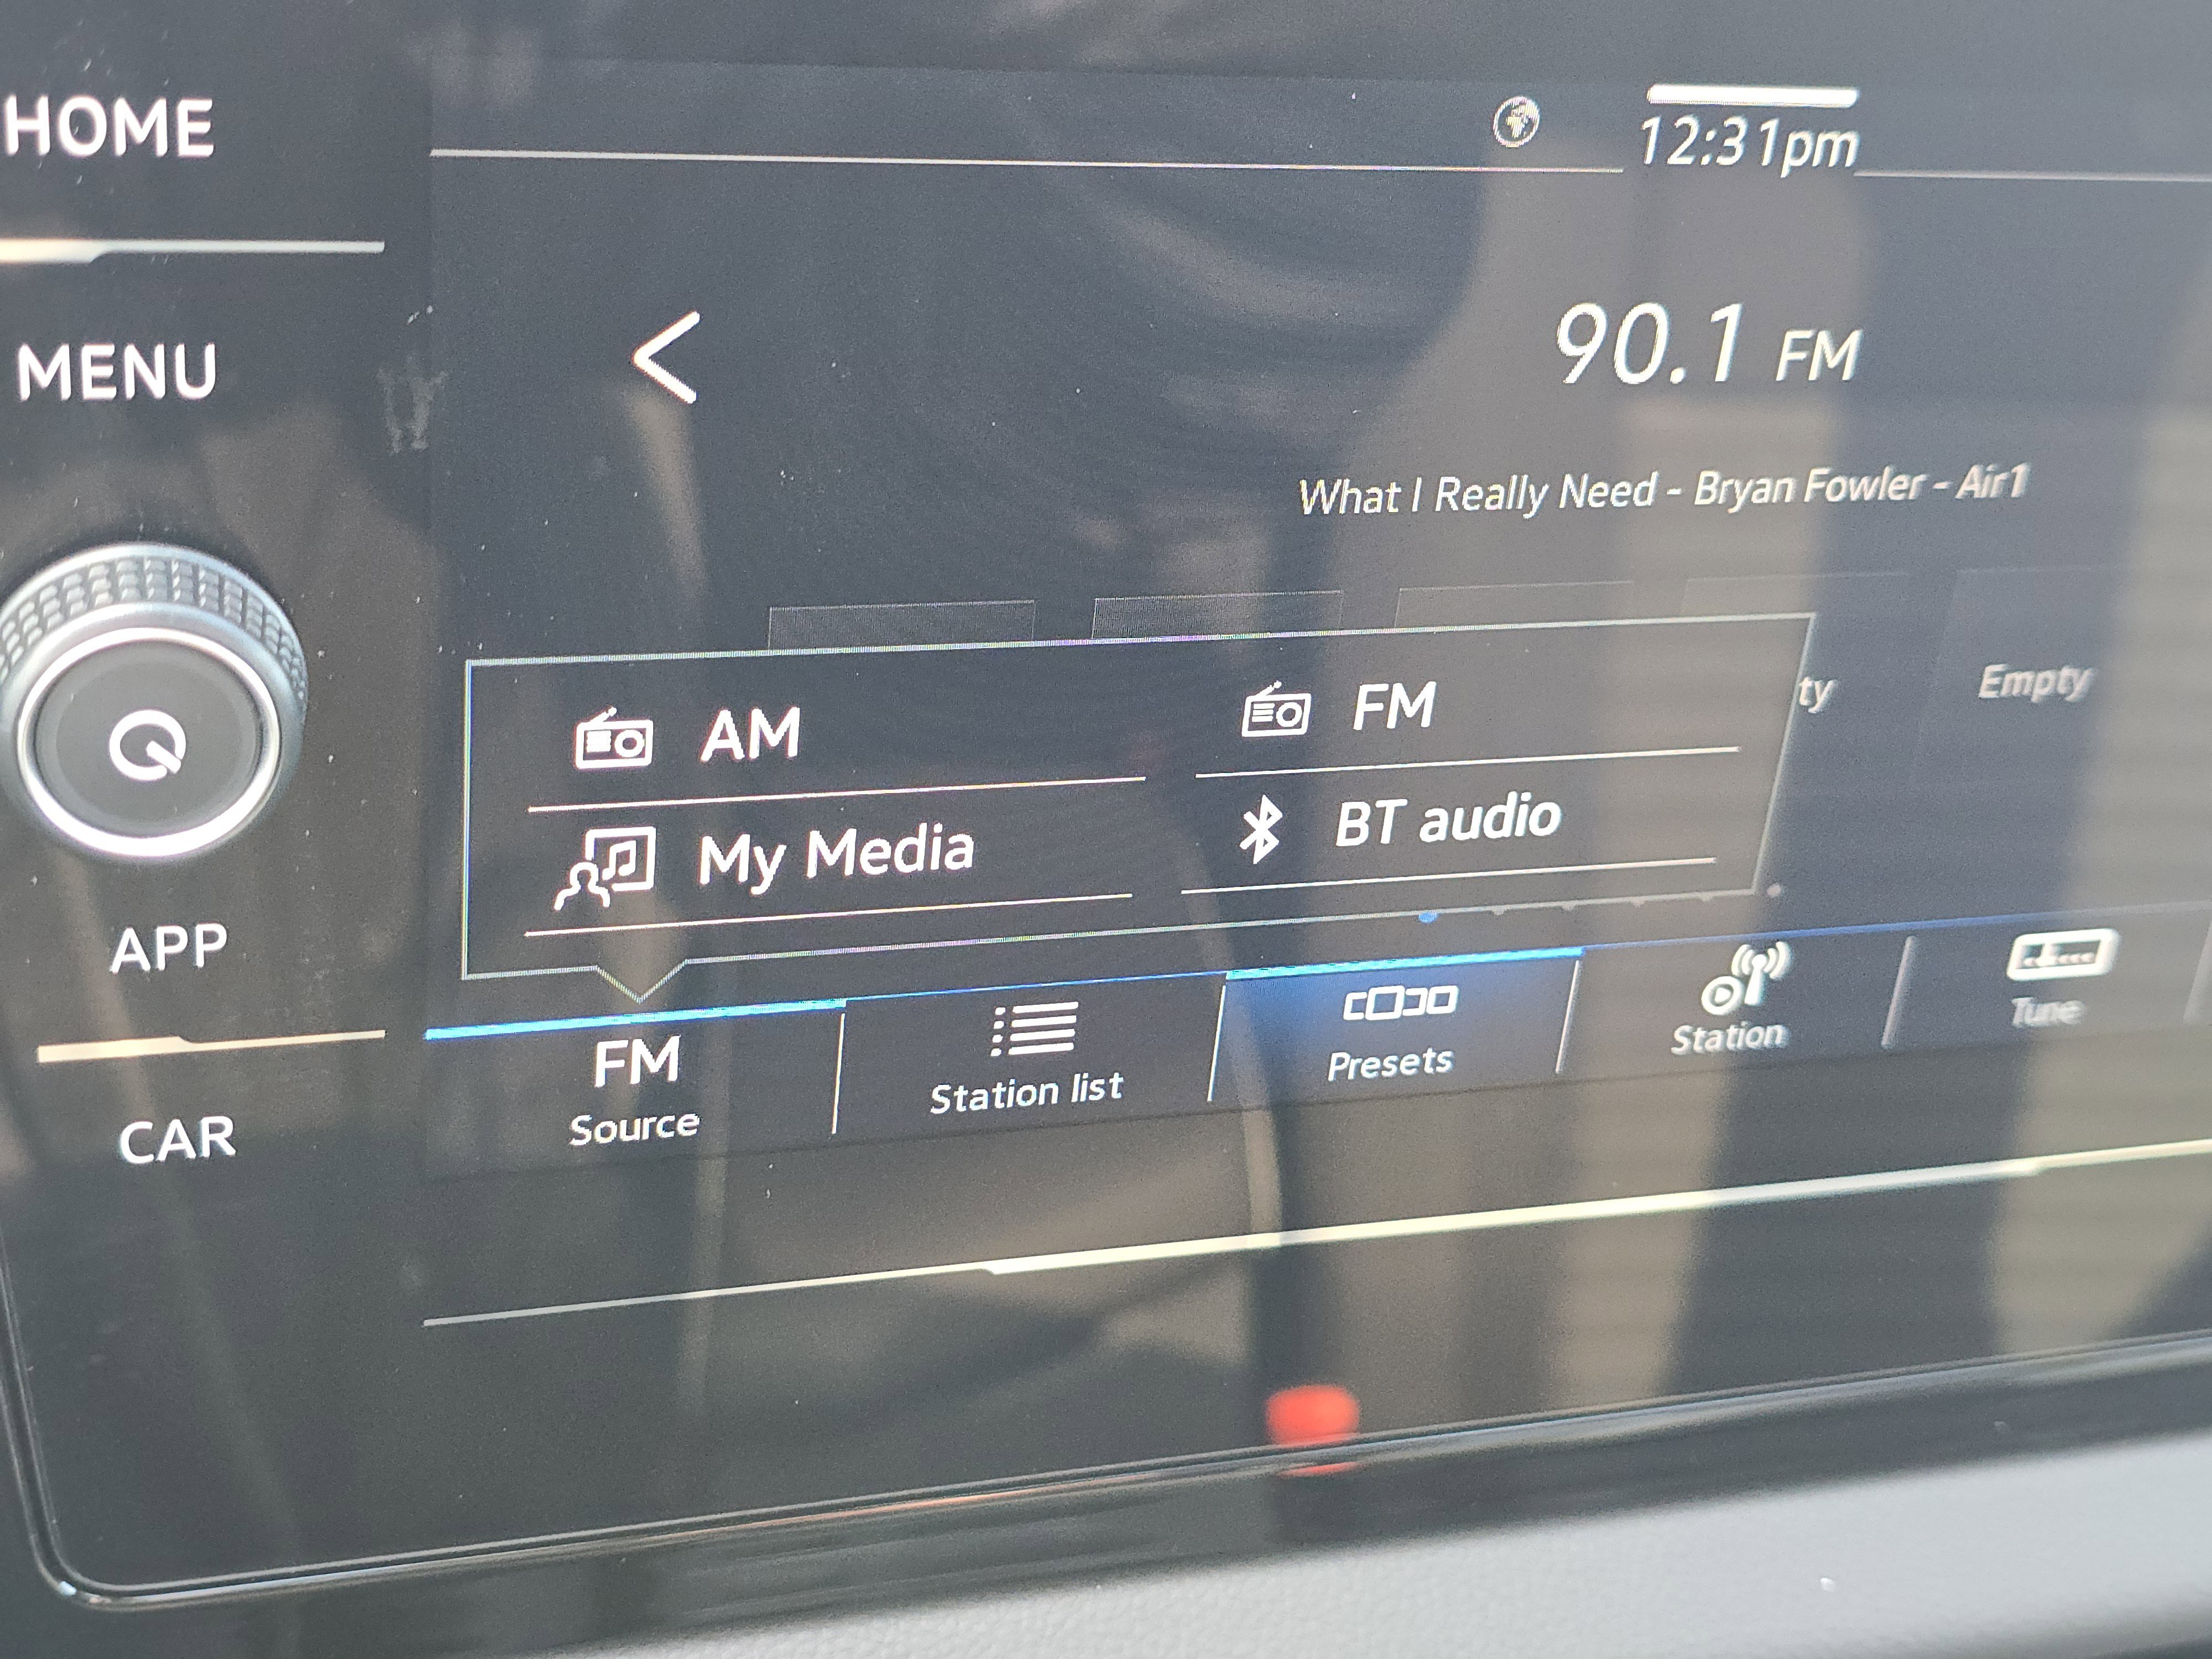 HOME
12:31pm
MENU
90.1 FM
What I Really Need - Bryan Fowler - Air1
AM
FM
ty
Empty
My Media
BT audio
APP
FM
Source
Station list
Presets
Station
Tune
CAR